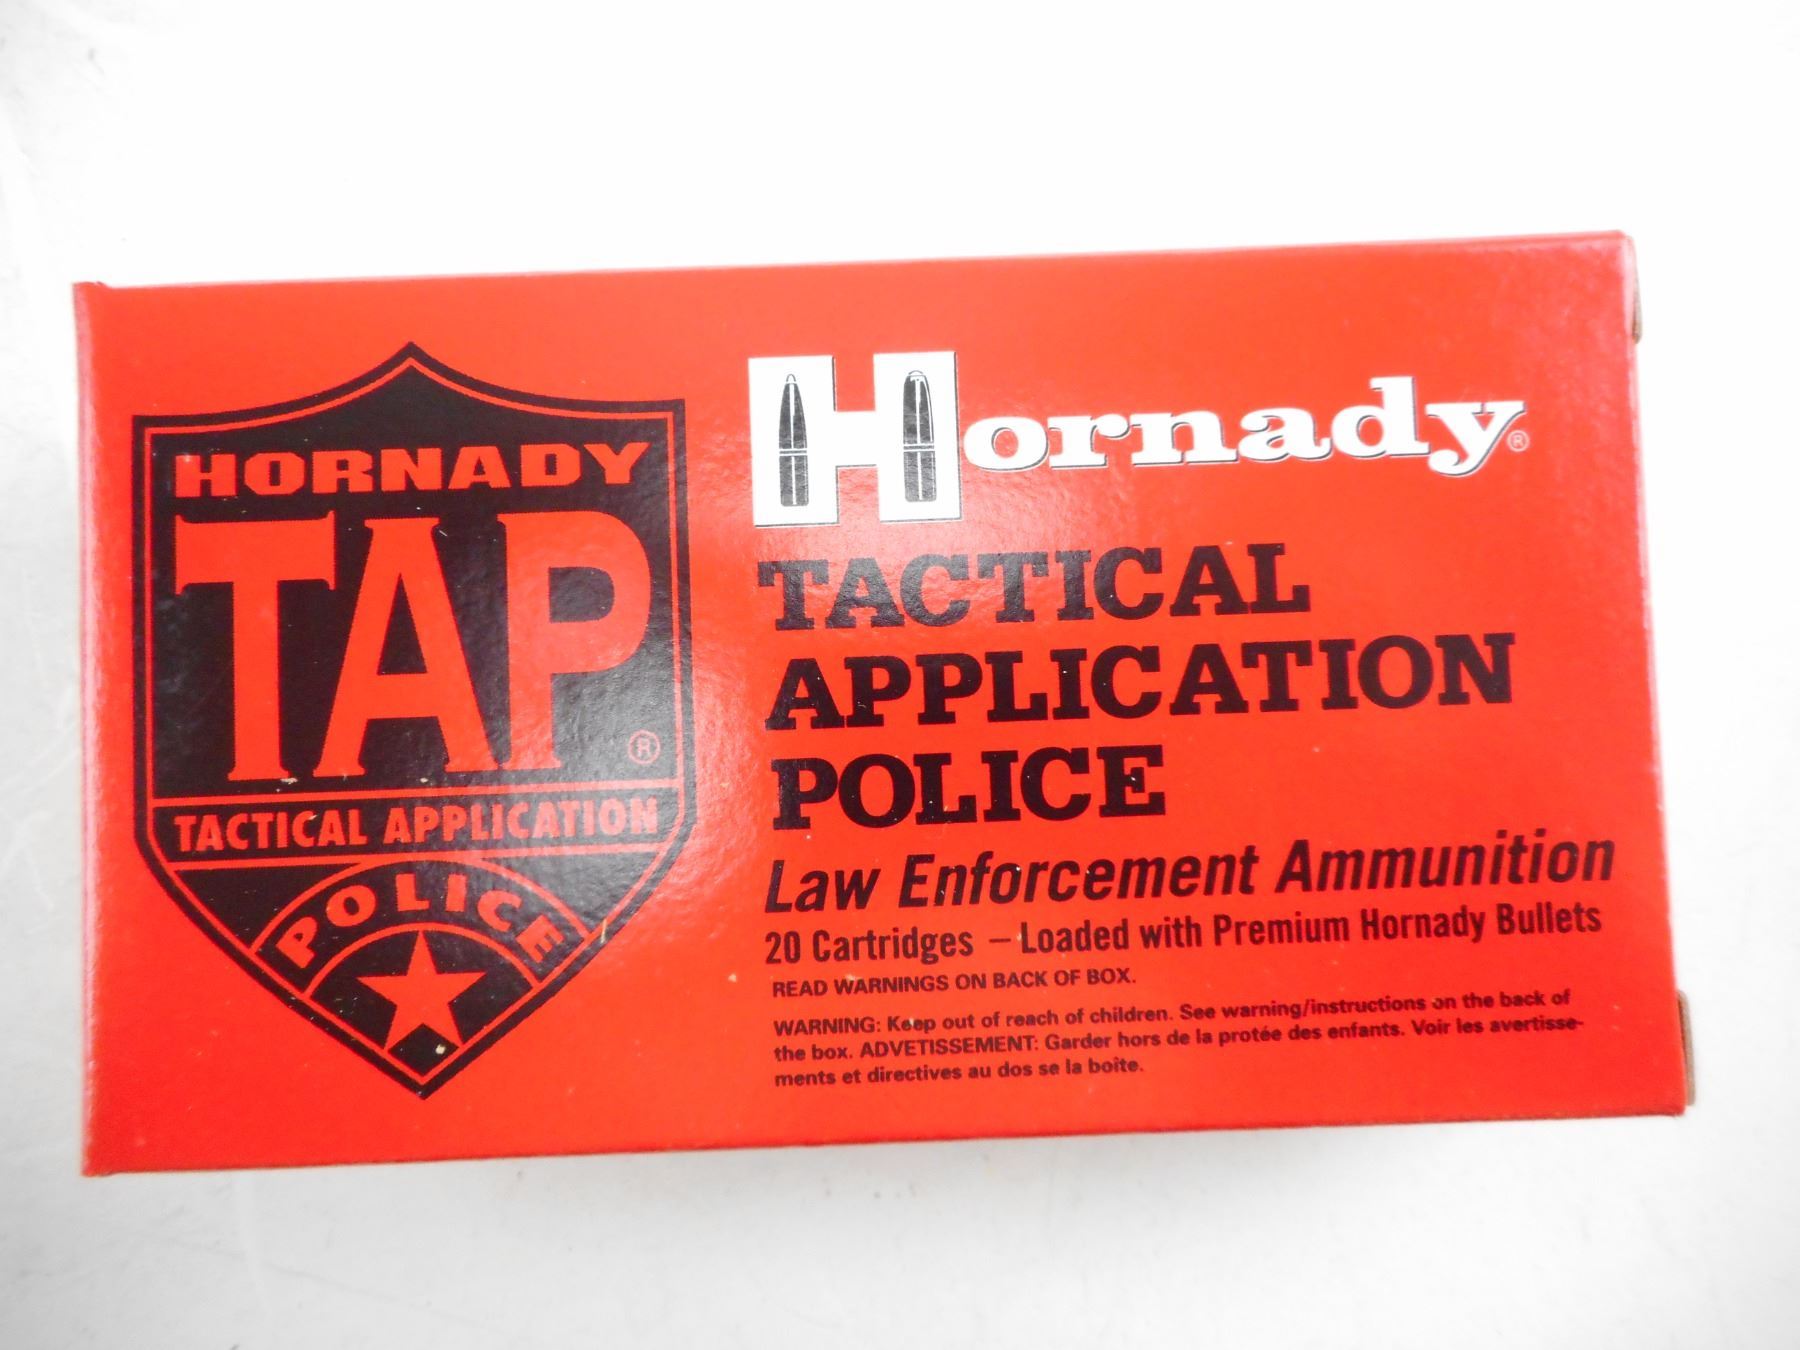 HORNADY
TAP®
TACTICAL APPLICATION
POLICE
Hornady®
TACTICAL
APPLICATION
POLICE
Law Enforcement Ammunition
20 Cartridges – Loaded with Premium Hornady Bullets
READ WARNINGS ON BACK OF BOX.
WARNING: Keep out of reach of children. See warning/instructions on the back of
the box. ADVETISSEMENT: Garder hors de la protée des enfants. Voir les avertisse-
ments et directives au dos se la boîte.